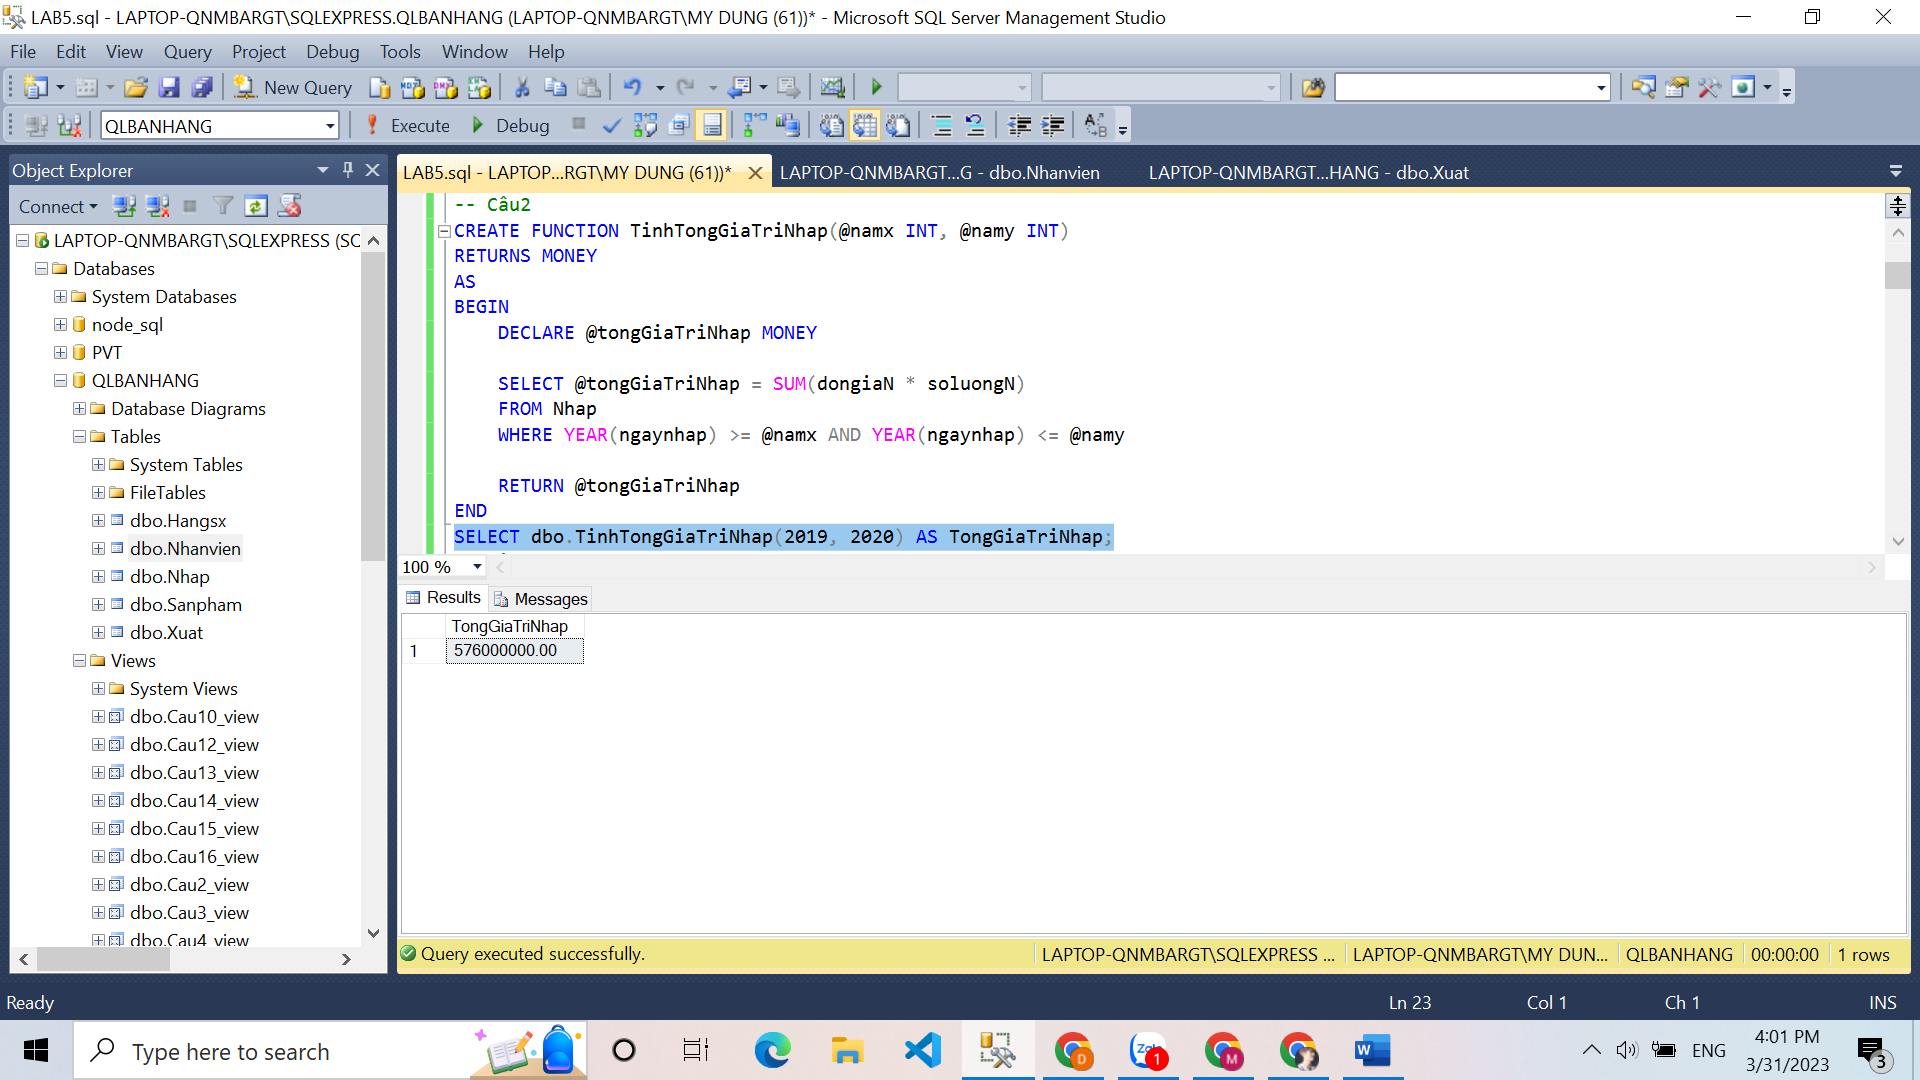 LAB5.sql - LAPTOP-QNMBARGT\SQLEXPRESS.QLBANHANG (LAPTOP-QNMBARGT\MY DUNG (61))* - Microsoft SQL Server Management Studio
File Edit View Query Project Debug Tools Window Help
New Query
QLBANHANG Execute Debug
Object Explorer
Connect
LAPTOP-QNMBARGT\SQLEXPRESS (SC
Databases
System Databases
node_sql
PVT
QLBANHANG
Database Diagrams
Tables
System Tables
FileTables
dbo.Hangsx
dbo.Nhanvien
dbo.Nhap
dbo.Sanpham
dbo.Xuat
Views
System Views
dbo.Cau10_view
dbo.Cau12_view
dbo.Cau13_view
dbo.Cau14_view
dbo.Cau15_view
dbo.Cau16_view
dbo.Cau2_view
dbo.Cau3_view
dbo.Cau4_view
LAB5.sql - LAPTOP...RGT\MY DUNG (61))* LAPTOP-QNMBARGT...G - dbo.Nhanvien LAPTOP-QNMBARGT...HANG - dbo.Xuat
-- Câu2
CREATE FUNCTION TinhTongGiaTriNhap(@namx INT, @namy INT)
RETURNS MONEY
AS
BEGIN
DECLARE @tongGiaTriNhap MONEY
SELECT @tongGiaTriNhap = SUM(dongiaN * soluongN)
FROM Nhap
WHERE YEAR(ngaynhap) >= @namx AND YEAR(ngaynhap) <= @namy
RETURN @tongGiaTriNhap
END
SELECT dbo.TinhTongGiaTriNhap(2019, 2020) AS TongGiaTriNhap;
100 %
Results Messages
TongGiaTriNhap
1 576000000.00
Query executed successfully. LAPTOP-QNMBARGT\SQLEXPRESS ... LAPTOP-QNMBARGT\MY DUN... QLBANHANG 00:00:00 1 rows
Ready Ln 23 Col 1 Ch 1 INS
Type here to search
ENG
4:01 PM
3/31/2023
3